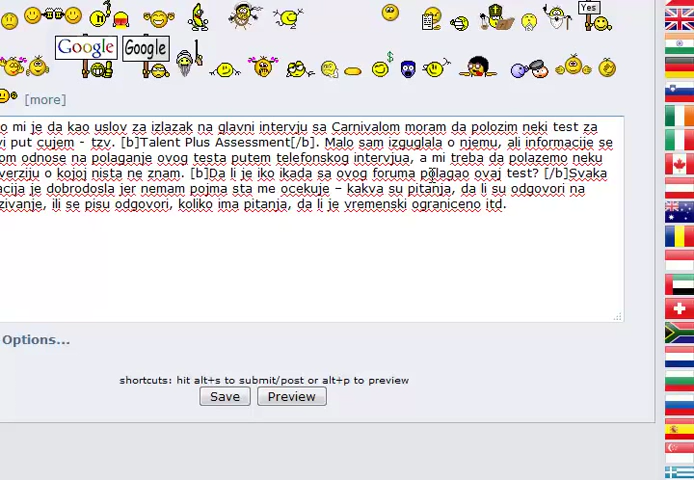 Yes
Google Google
[more]
o mi je da kao uslov za izlazak na glavni intervju sa Carnivalom moram da polozim neki test za
vi put cujem - tzv. [b]Talent Plus Assessment[/b]. Malo sam izguglala o njemu, ali informacije se
om odnose na polaganje ovog testa putem telefonskog intervjua, a mi treba da polazemo neku
verziju o kojoj nista ne znam. [b]Da li je iko ikada sa ovog foruma polagao ovaj test? [/b]Svaka
acija je dobrodosla jer nemam pojma sta me ocekuje – kakva su pitanja, da li su odgovori na
zivanje, ili se pisu odgovori, koliko ima pitanja, da li je vremenski ograniceno itd.
Options...
shortcuts: hit alt+s to submit/post or alt+p to preview
Save Preview